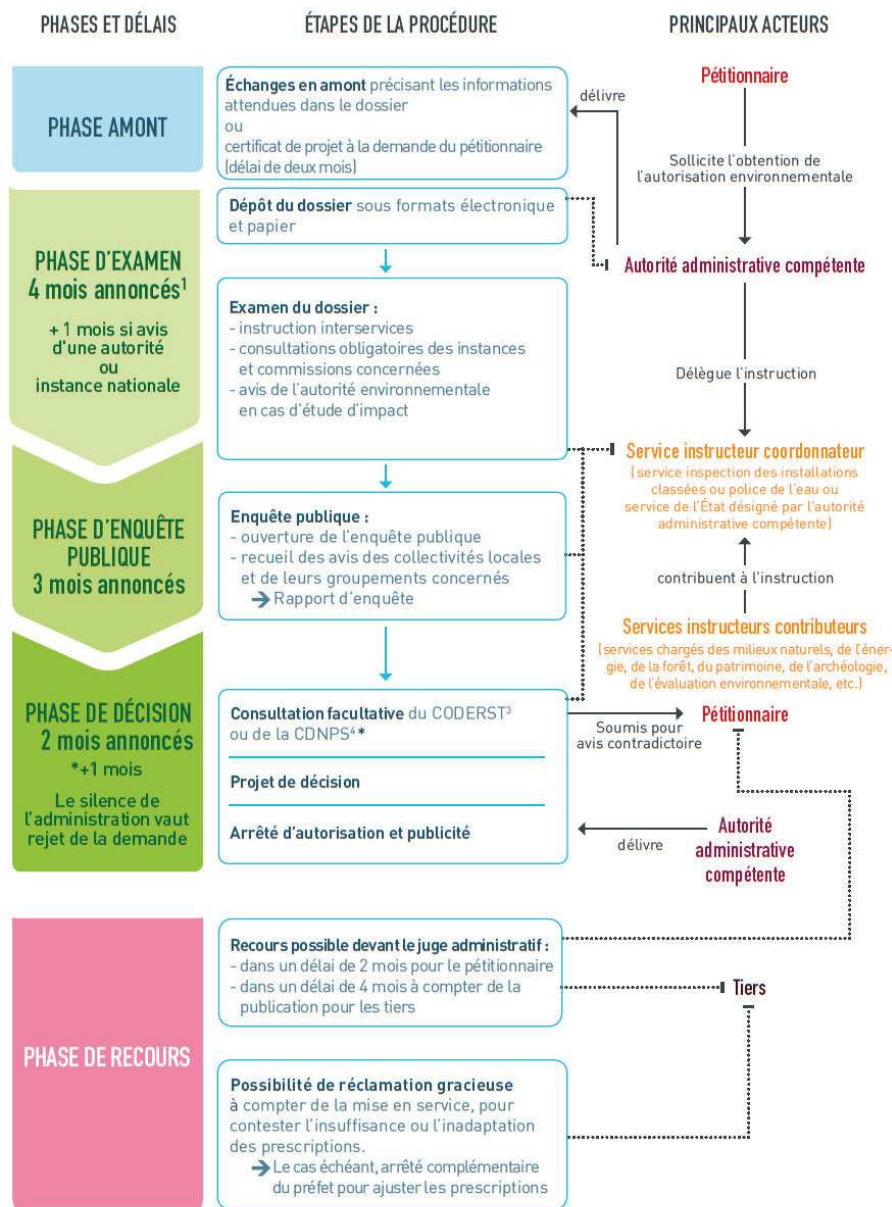 PHASES ET DÉLAIS
ÉTAPES DE LA PROCÉDURE
PRINCIPAUX ACTEURS
PHASE AMONT
Échanges en amont précisant les informations
attendues dans le dossier
ou
certificat de projet à la demande du pétitionnaire
(délai de deux mois)
délivre
Pétitionnaire
Sollicite l'obtention de
l'autorisation environnementale
PHASE D'EXAMEN
4 mois annoncés¹
+ 1 mois si avis
d'une autorité
ou
instance nationale
Dépôt du dossier sous formats électronique
et papier
Autorité administrative compétente
Examen du dossier :
- instruction interservices
- consultations obligatoires des instances
et commissions concernées
- avis de l'autorité environnementale
en cas d'étude d'impact
Délègue l'instruction
Service instructeur coordonnateur
(service inspection des installations
classées ou police de l'eau ou
service de l'État désigné par l'autorité
administrative compétente)
PHASE D'ENQUÊTE
PUBLIQUE
3 mois annoncés
Enquête publique :
- ouverture de l'enquête publique
- recueil des avis des collectivités locales
et de leurs groupements concernés
→ Rapport d'enquête
contribuent à l'instruction
Services instructeurs contributeurs
(services chargés des milieux naturels, de l'éner-
gie, de la forêt, du patrimoine, de l'archéologie,
de l'évaluation environnementale, etc.)
PHASE DE DÉCISION
2 mois annoncés
*+1 mois
Le silence de
l'administration vaut
rejet de la demande
Consultation facultative du CODERST³
ou de la CDNPS⁴*
Projet de décision
Arrêté d'autorisation et publicité
Soumis pour
avis contradictoire
Pétitionnaire
délivre
Autorité
administrative
compétente
PHASE DE RECOURS
Recours possible devant le juge administratif :
- dans un délai de 2 mois pour le pétitionnaire
- dans un délai de 4 mois à compter de la
publication pour les tiers
Tiers
Possibilité de réclamation gracieuse
à compter de la mise en service, pour
contester l'insuffisance ou l'inadaptation
des prescriptions.
→ Le cas échéant, arrêté complémentaire
du préfet pour ajuster les prescriptions